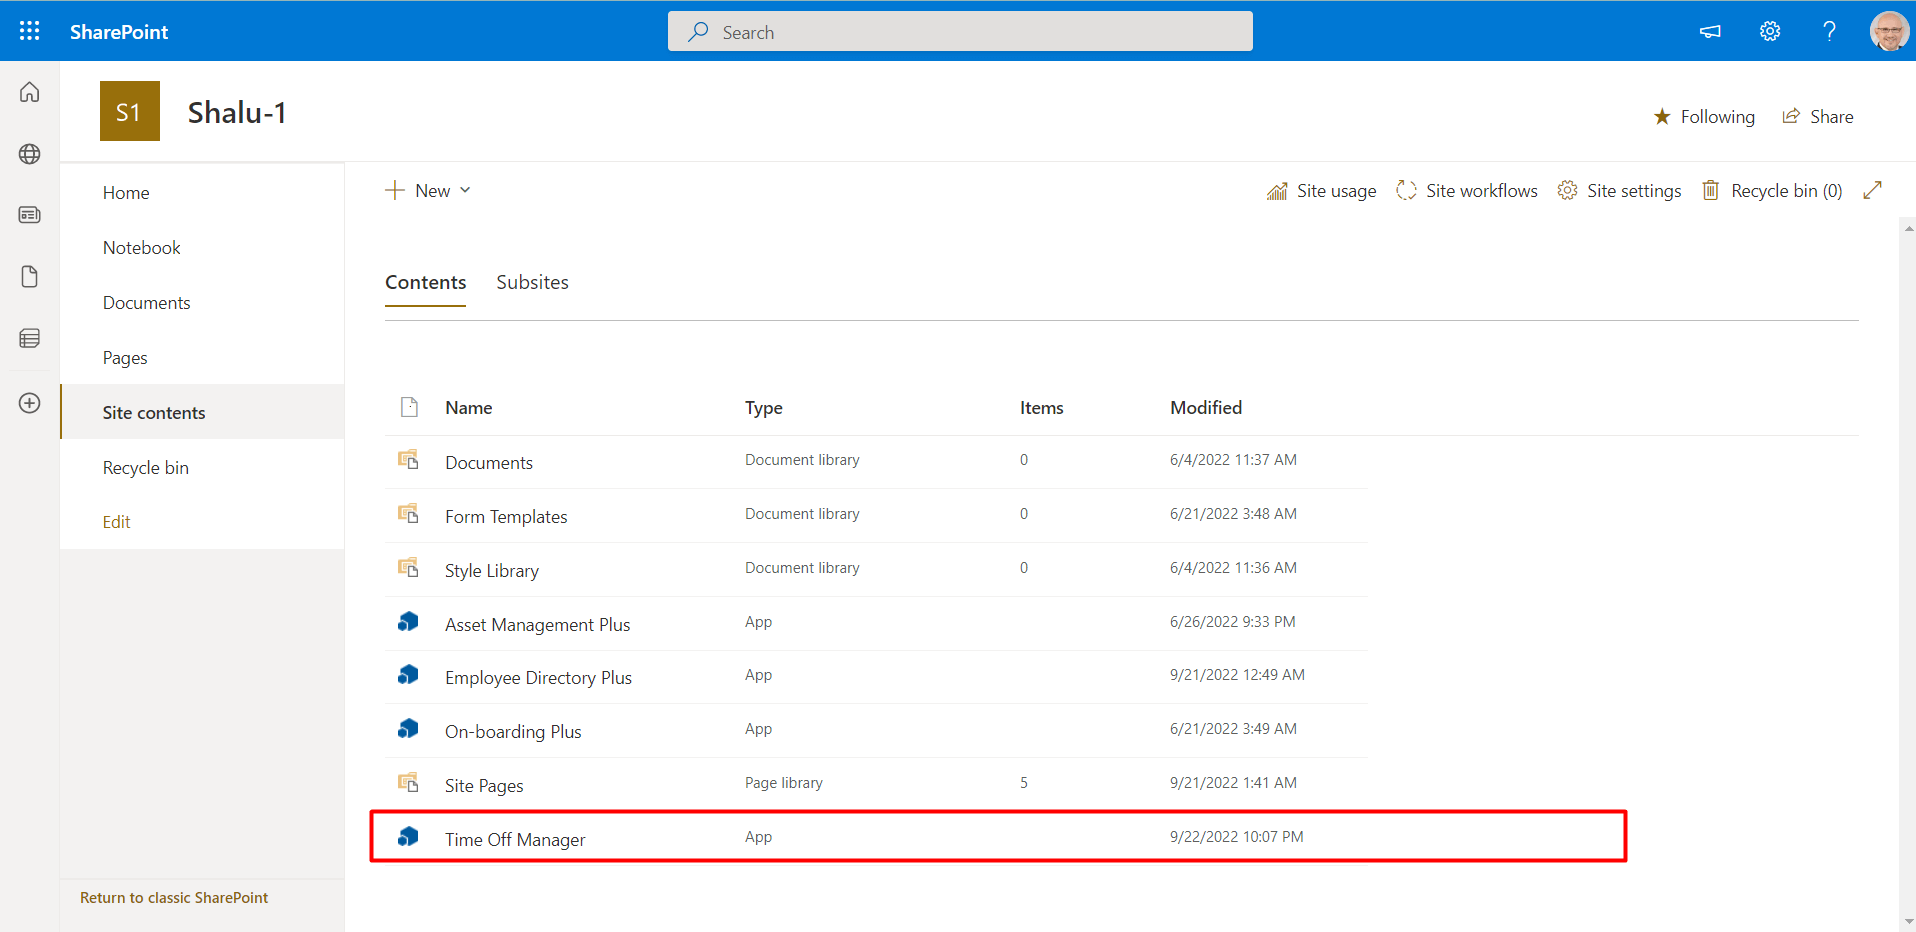 SharePoint
Search
S1
Shalu-1
Following
Share
Home
Notebook
Documents
Pages
Site contents
Recycle bin
Edit
Return to classic SharePoint
New
Site usage
Site workflows
Site settings
Recycle bin (0)
Contents
Subsites
Name Type Items Modified
Documents Document library 0 6/4/2022 11:37 AM
Form Templates Document library 0 6/21/2022 3:48 AM
Style Library Document library 0 6/4/2022 11:36 AM
Asset Management Plus App 6/26/2022 9:33 PM
Employee Directory Plus App 9/21/2022 12:49 AM
On-boarding Plus App 6/21/2022 3:49 AM
Site Pages Page library 5 9/21/2022 1:41 AM
Time Off Manager App 9/22/2022 10:07 PM